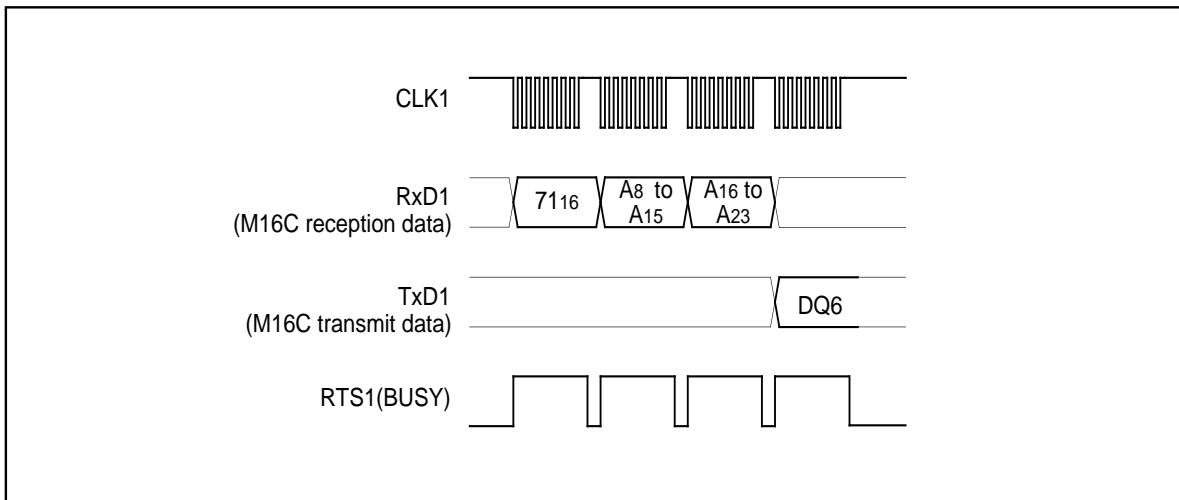 CLK1
RxD1
(M16C reception data)
7116
A8 to
A15
A16 to
A23
TxD1
(M16C transmit data)
DQ6
RTS1(BUSY)